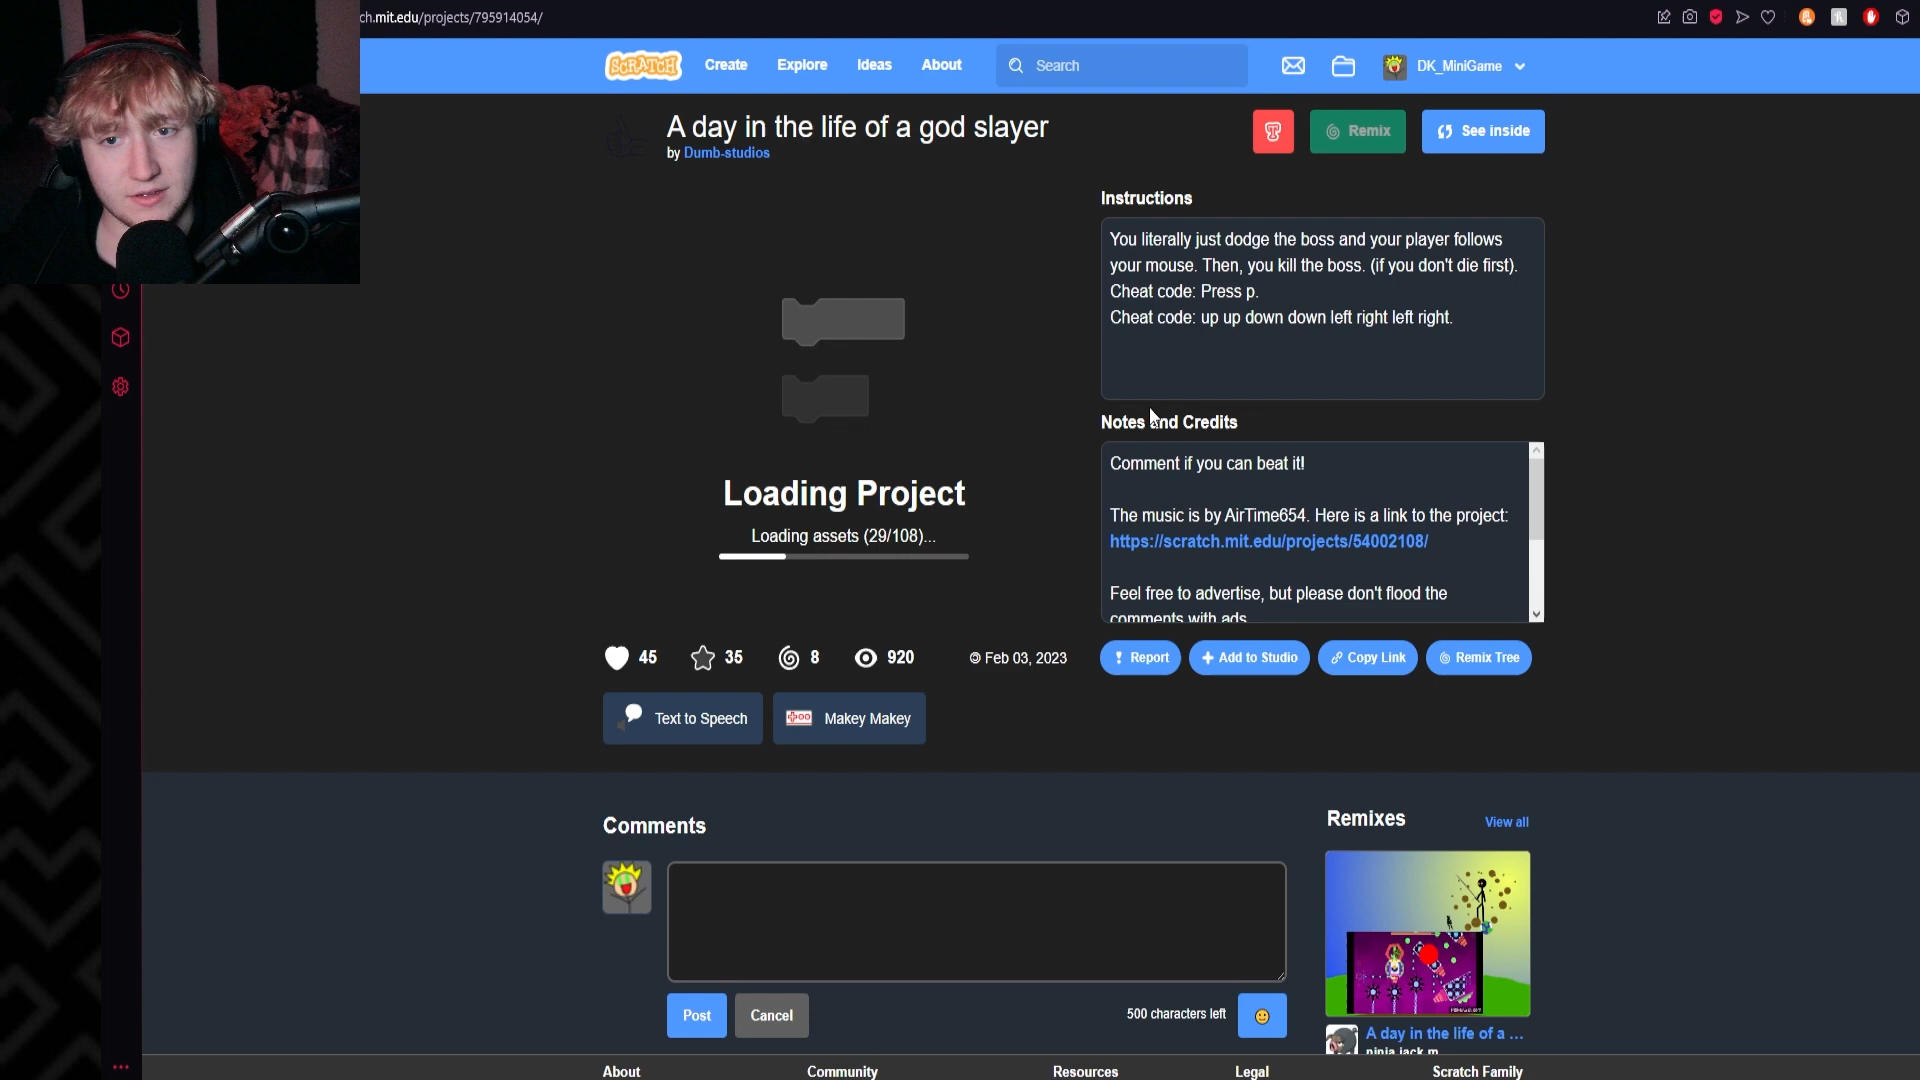 ch.mit.edu/projects/795914054/
SCRATCH
Create
Explore
Ideas
About
Search
DK_MiniGame
A day in the life of a god slayer
by Dumb-studios
Remix
See inside
Instructions
You literally just dodge the boss and your player follows
your mouse. Then, you kill the boss. (if you don't die first).
Cheat code: Press p.
Cheat code: up up down down left right left right.
Loading Project
Loading assets (29/108)...
Notes and Credits
Comment if you can beat it!
The music is by AirTime654. Here is a link to the project:
https://scratch.mit.edu/projects/54002108/
Feel free to advertise, but please don't flood the
comments with ads.
45
35
8
920
© Feb 03, 2023
Report
Add to Studio
Copy Link
Remix Tree
Text to Speech
Makey Makey
Comments
Post
Cancel
500 characters left
Remixes
View all
A day in the life of a ...
ninja jack m
About
Community
Resources
Legal
Scratch Family